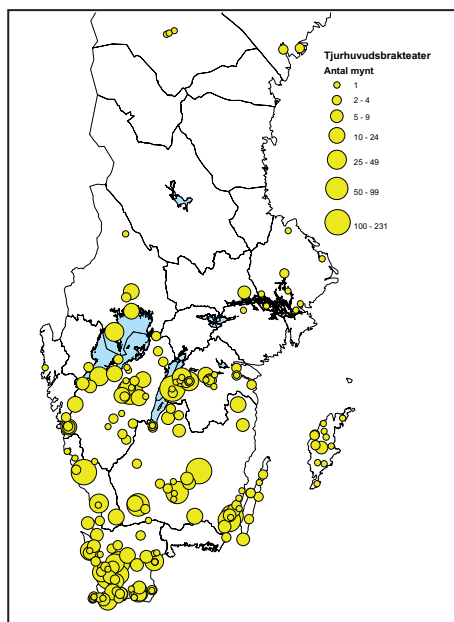 Tjurhuvudsbrakteater
Antal mynt
1
2 - 4
5 - 9
10 - 24
25 - 49
50 - 99
100 - 231